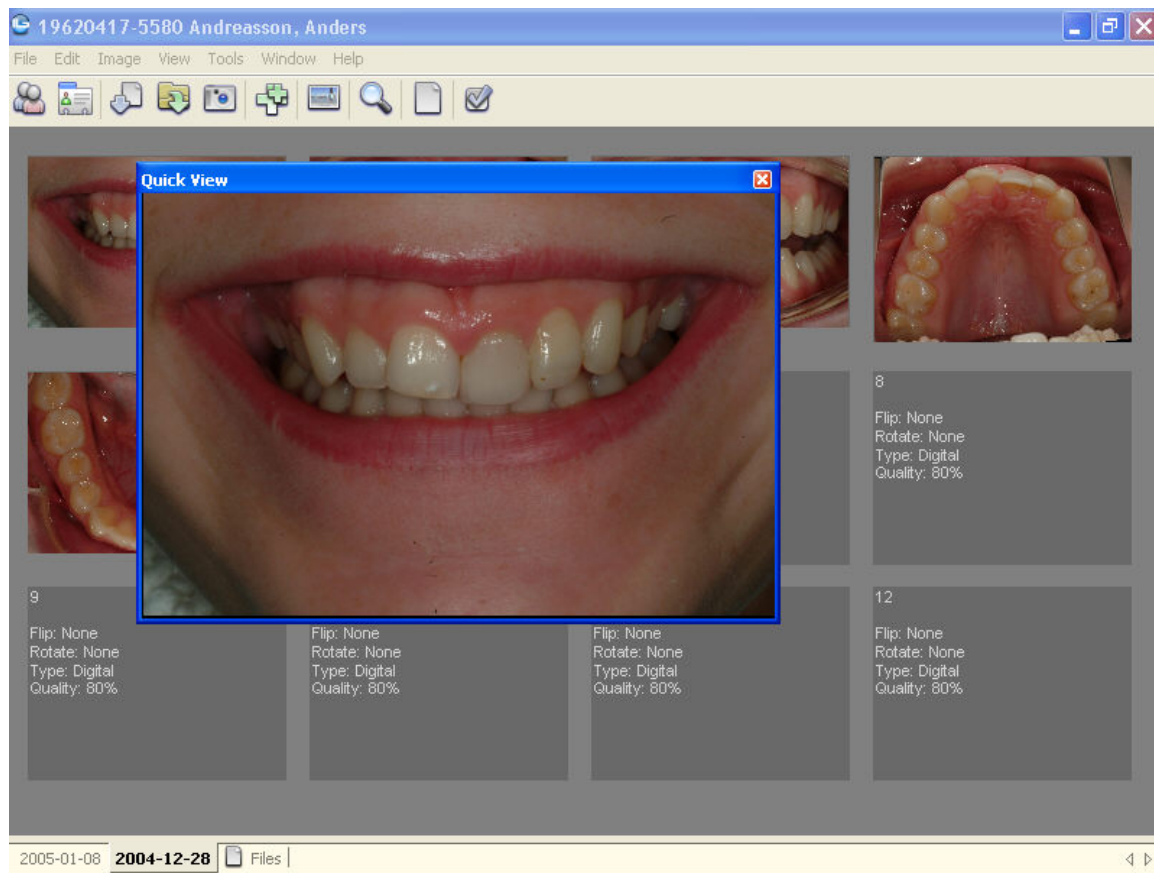 19620417-5580 Andreasson, Anders
File Edit Image View Tools Window Help
Quick View
8
Flip: None
Rotate: None
Type: Digital
Quality: 80%
9
Flip: None
Rotate: None
Type: Digital
Quality: 80%
Flip: None
Rotate: None
Type: Digital
Quality: 80%
Flip: None
Rotate: None
Type: Digital
Quality: 80%
12
Flip: None
Rotate: None
Type: Digital
Quality: 80%
2005-01-08 2004-12-28 Files